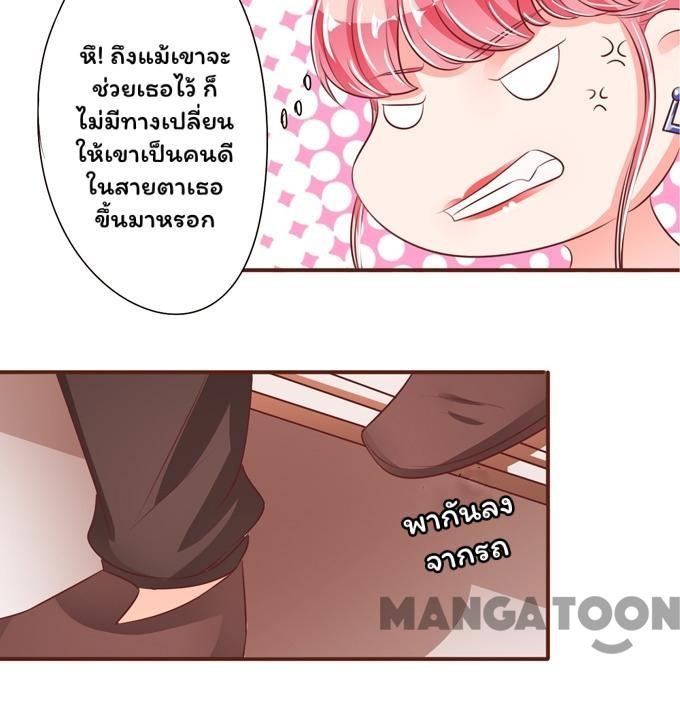 หึ! ถึงแม้เขาจะ
ช่วยเธอไว้ ก็
ไม่มีทางเปลี่ยน
ให้เขาเป็นคนดี
ในสายตาเธอ
ขึ้นมาหรอก
พากันลง
จากรถ
MANGATOON